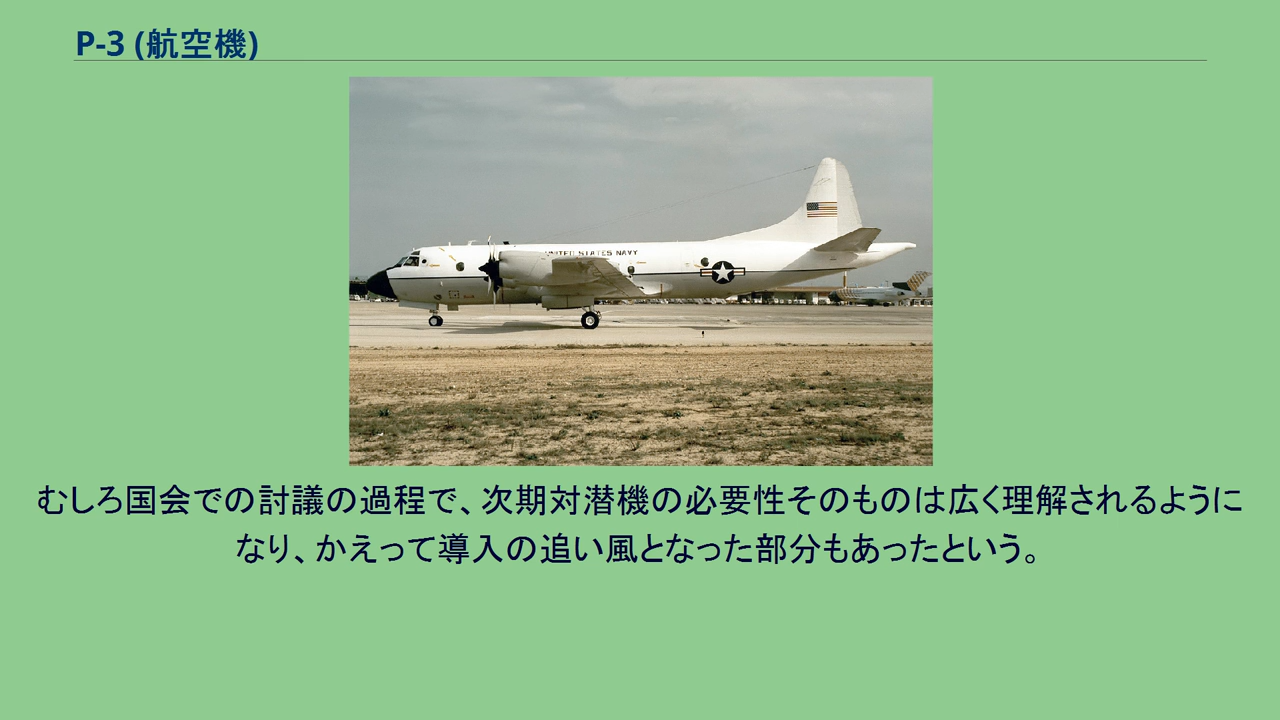 P-3 (航空機)
UNITED STATES NAVY
むしろ国会での討議の過程で、次期対潜機の必要性そのものは広く理解されるように
なり、かえって導入の追い風となった部分もあったという。